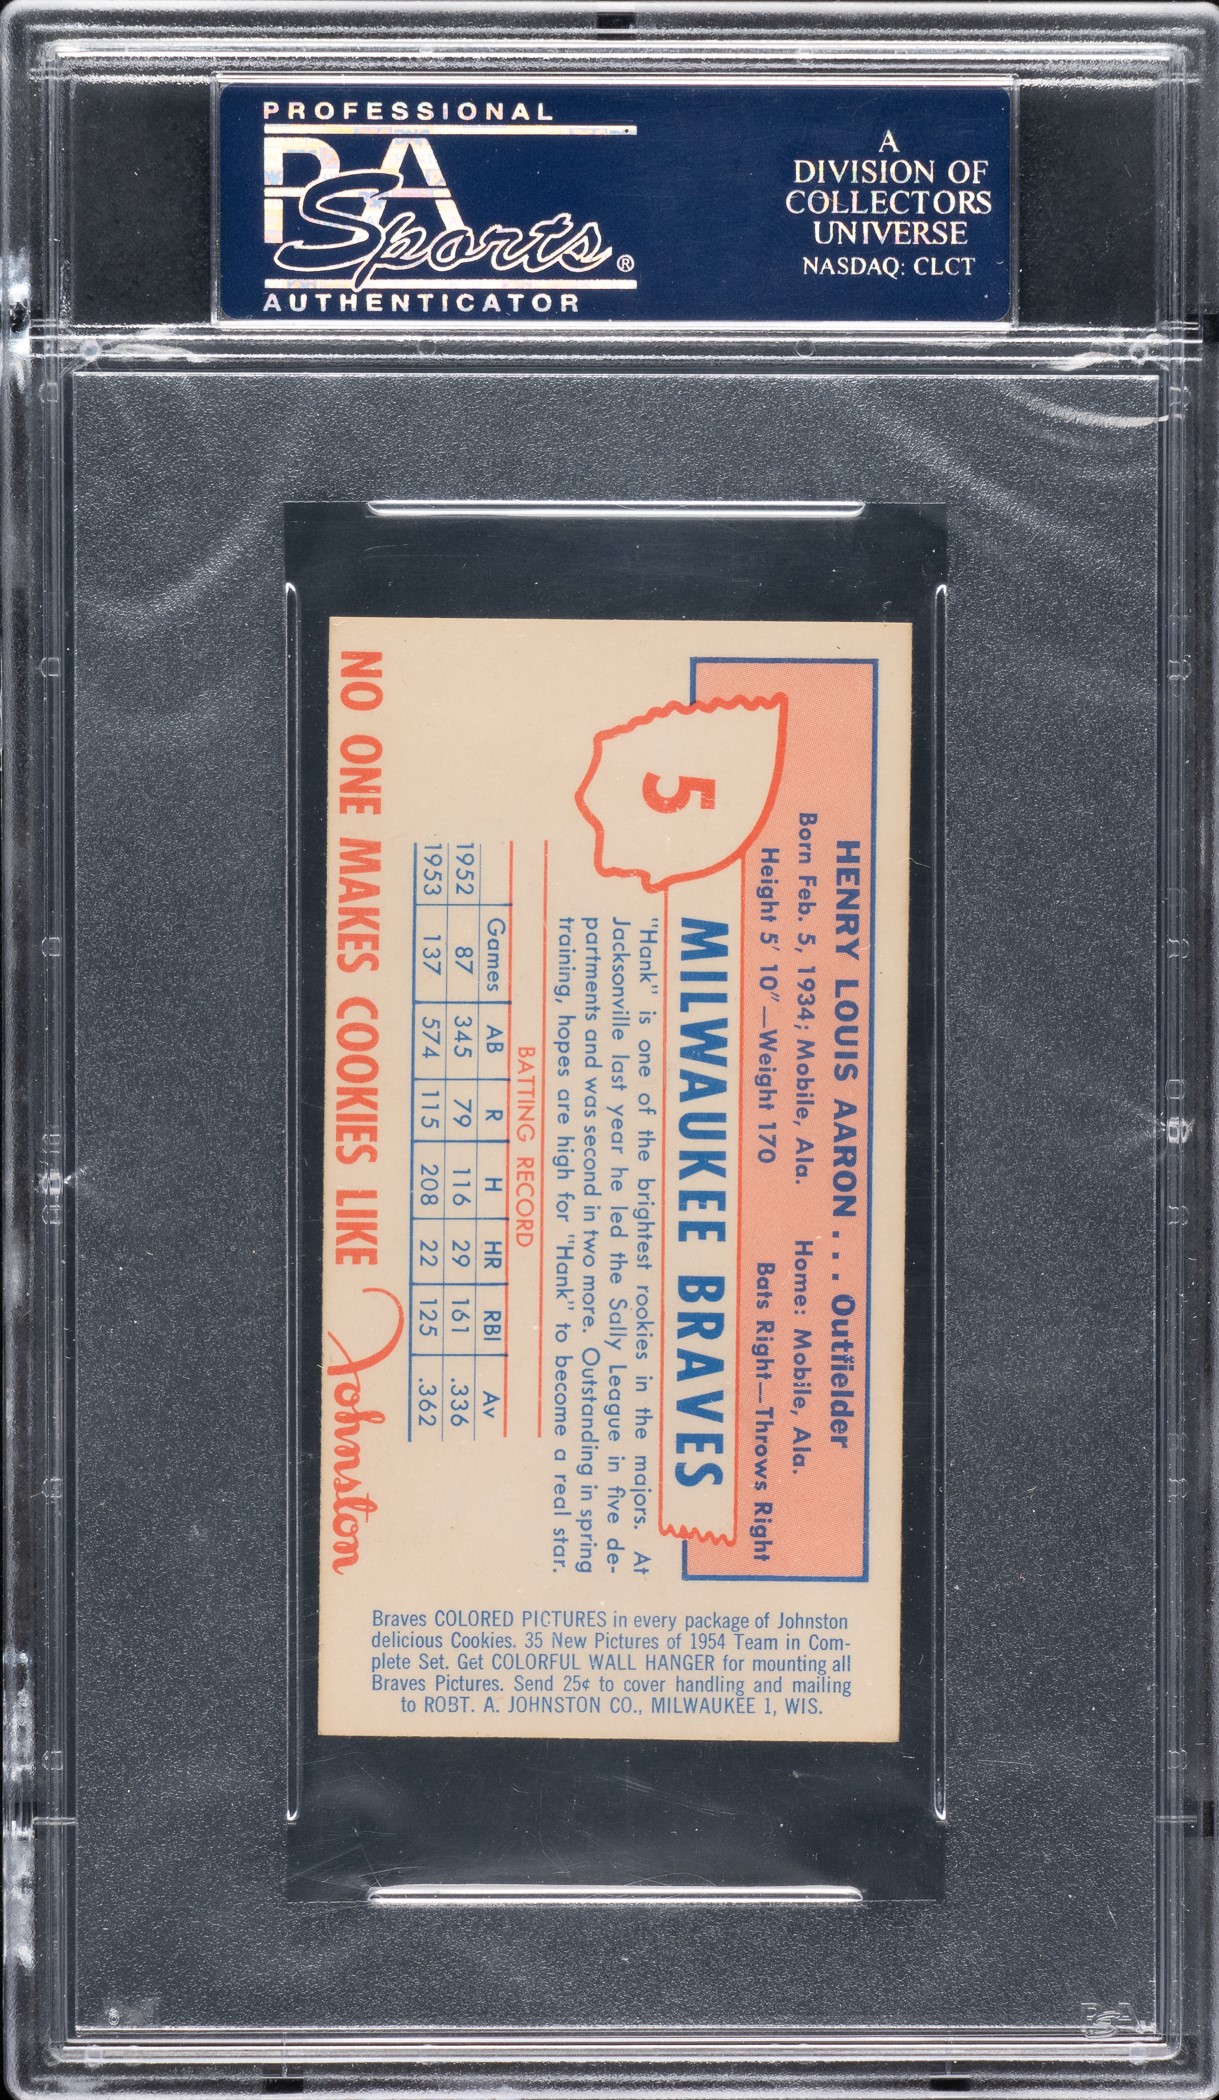 PROFESSIONAL
PSA
Sports®
AUTHENTICATOR
A
DIVISION OF
COLLECTORS
UNIVERSE
NASDAQ: CLCT
HENRY LOUIS AARON . . . Outfielder
Born Feb. 5, 1934; Mobile, Ala. Home: Mobile, Ala.
Height 5' 10"—Weight 170 Bats Right—Throws Right
5
MILWAUKEE BRAVES
"Hank" is one of the brightest rookies in the majors. At
Jacksonville last year he led the Sally League in five de-
partments and was second in two more. Outstanding in spring
training, hopes are high for "Hank" to become a real star.
BATTING RECORD
Games AB R H HR RBI Av
1952 87 345 79 116 29 161 .336
1953 137 574 115 208 22 125 .362
NO ONE MAKES COOKIES LIKE Johnston
Braves COLORED PICTURES in every package of Johnston
delicious Cookies. 35 New Pictures of 1954 Team in Com-
plete Set. Get COLORFUL WALL HANGER for mounting all
Braves Pictures. Send 25¢ to cover handling and mailing
to ROBT. A. JOHNSTON CO., MILWAUKEE 1, WIS.
PSA